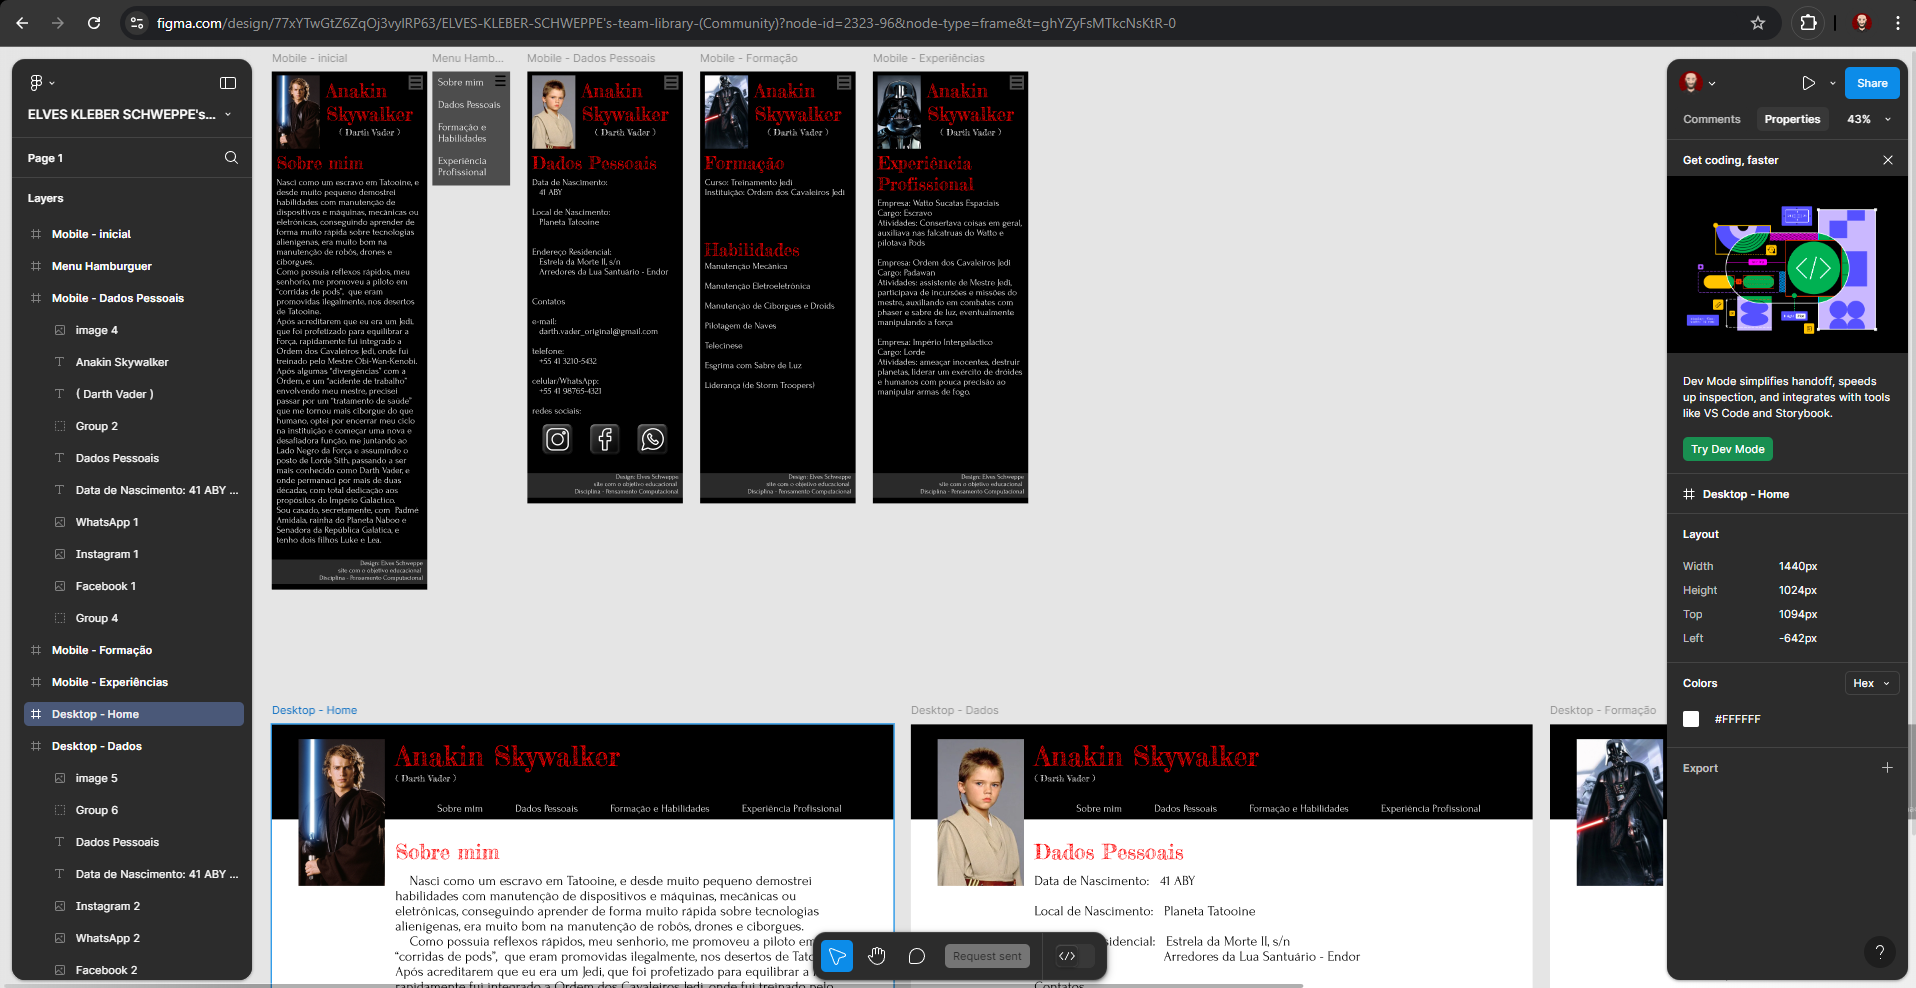 figma.com/design/77xYTwGtZ6ZqOj3vylRP63/ELVES-KLEBER-SCHWEPPE's-team-library-(Community)?node-id=2323-96&node-type=frame&t=ghYZyFsMTkcNsKtR-0
ELVES KLEBER SCHWEPPE's...
Page 1
Layers
Mobile - inicial
Menu Hamburguer
Mobile - Dados Pessoais
image 4
Anakin Skywalker
( Darth Vader )
Group 2
Dados Pessoais
Data de Nascimento: 41 ABY ...
WhatsApp 1
Instagram 1
Facebook 1
Group 4
Mobile - Formação
Mobile - Experiências
Desktop - Home
Desktop - Dados
image 5
Group 6
Dados Pessoais
Data de Nascimento: 41 ABY ...
Instagram 2
WhatsApp 2
Facebook 2
Mobile - inicial
Anakin
Skywalker
( Darth Vader )
Sobre mim
Nasci como um escravo em Tatooine, e
desde muito pequeno demostrei
habilidades com manutenção de
dispositivos e máquinas, mecânicas ou
eletrônicas, conseguindo aprender de
forma muito rápida sobre tecnologias
alienígenas, era muito bom na
manutenção de robôs, drones e
ciborgues.
Como possuia reflexos rápidos, meu
senhorio, me promoveu a piloto em
“corridas de pods”, que eram
promovidas ilegalmente, nos desertos
de Tatooine.
Após acreditarem que eu era um Jedi,
que foi profetizado para equilibrar a
Força, rapidamente fui integrado a
Ordem dos Cavaleiros Jedi, onde fui
treinado pelo Mestre Obi-Wan-Kenobi.
Após algumas “divergências” com a
Ordem, e um “acidente de trabalho”
envolvendo meu mestre, precisei
passar por um “tratamento de saúde”
que me tornou mais ciborgue do que
humano, optei por encerrar meu ciclo
na instituição e começar uma nova e
desafiadora função, me juntando ao
Lado Negro da Força e assumindo o
posto de Lorde Sith, passando a ser
mais conhecido como Darth Vader, e
onde permaneci por mais de duas
décadas, com total dedicação aos
propósitos do Império Galactico.
Sou casado, secretamente, com Padmé
Amidala, rainha do Planeta Naboo e
Senadora da República Galática, e
tenho dois filhos Luke e Lea.
Design: Elves Schweppe
site com o objetivo educacional
Disciplina - Pensamento Computacional
Menu Hamb...
Sobre mim
Dados Pessoais
Formação e
Habilidades
Experiência
Profissional
Mobile - Dados Pessoais
Anakin
Skywalker
( Darth Vader )
Dados Pessoais
Data de Nascimento:
41 ABY
Local de Nascimento:
Planeta Tatooine
Endereço Residencial:
Estrela da Morte II, s/n
Arredores da Lua Santuário - Endor
Contatos
e-mail:
darth.vader_original@gmail.com
telefone:
+55 41 3210-5432
celular/WhatsApp:
+55 41 98765-4321
redes sociais:
Design: Elves Schweppe
site com o objetivo educacional
Disciplina - Pensamento Computacional
Mobile - Formação
Anakin
Skywalker
( Darth Vader )
Formação
Curso: Treinamento Jedi
Instituição: Ordem dos Cavaleiros Jedi
Habilidades
Manutenção Mecânica
Manutenção Eletroeletrônica
Manutenção de Ciborgues e Droids
Pilotagem de Naves
Telecinese
Esgrima com Sabre de Luz
Liderança (de Storm Troopers)
Design: Elves Schweppe
site com o objetivo educacional
Disciplina - Pensamento Computacional
Mobile - Experiências
Anakin
Skywalker
( Darth Vader )
Experiência
Profissional
Empresa: Watto Sucatas Espaciais
Cargo: Escravo
Atividades: Consertava coisas em geral,
auxiliava nas falcatruas do Watto e
pilotava Pods
Empresa: Ordem dos Cavaleiros Jedi
Cargo: Padawan
Atividades: assistente de Mestre Jedi,
participava de incursões e missões do
mestre, auxiliando em combates com
phaser e sabre de luz, eventualmente
manipulando a força
Empresa: Império Intergaláctico
Cargo: Lorde
Atividades: ameaçar inocentes, destruir
planetas, liderar um exército de dróides
e humanos com pouca precisão ao
manipular armas de fogo.
Design: Elves Schweppe
site com o objetivo educacional
Disciplina - Pensamento Computacional
Desktop - Home
Anakin Skywalker
( Darth Vader )
Sobre mim
Dados Pessoais
Formação e Habilidades
Experiência Profissional
Sobre mim
Nasci como um escravo em Tatooine, e desde muito pequeno demostrei
habilidades com manutenção de dispositivos e máquinas, mecânicas ou
eletrônicas, conseguindo aprender de forma muito rápida sobre tecnologias
alienígenas, era muito bom na manutenção de robôs, drones e ciborgues.
Como possuia reflexos rápidos, meu senhorio, me promoveu a piloto em
“corridas de pods”, que eram promovidas ilegalmente, nos desertos de
Após acreditarem que eu era um Jedi, que foi profetizado para equilibrar a
rapidamente fui integrado a Ordem dos Cavaleiros Jedi, onde fui treinado pelo
Desktop - Dados
Anakin Skywalker
( Darth Vader )
Sobre mim
Dados Pessoais
Formação e Habilidades
Experiência Profissional
Dados Pessoais
Data de Nascimento: 41 ABY
Local de Nascimento: Planeta Tatooine
Estrela da Morte II, s/n
Arredores da Lua Santuário - Endor
Contatos
Desktop - Formação
Request sent
Share
Comments
Properties
43%
Get coding, faster
Dev Mode simplifies handoff, speeds
up inspection, and integrates with tools
like VS Code and Storybook.
Try Dev Mode
Desktop - Home
Layout
Width 1440px
Height 1024px
Top 1094px
Left -642px
Colors
Hex
#FFFFFF
Export
?